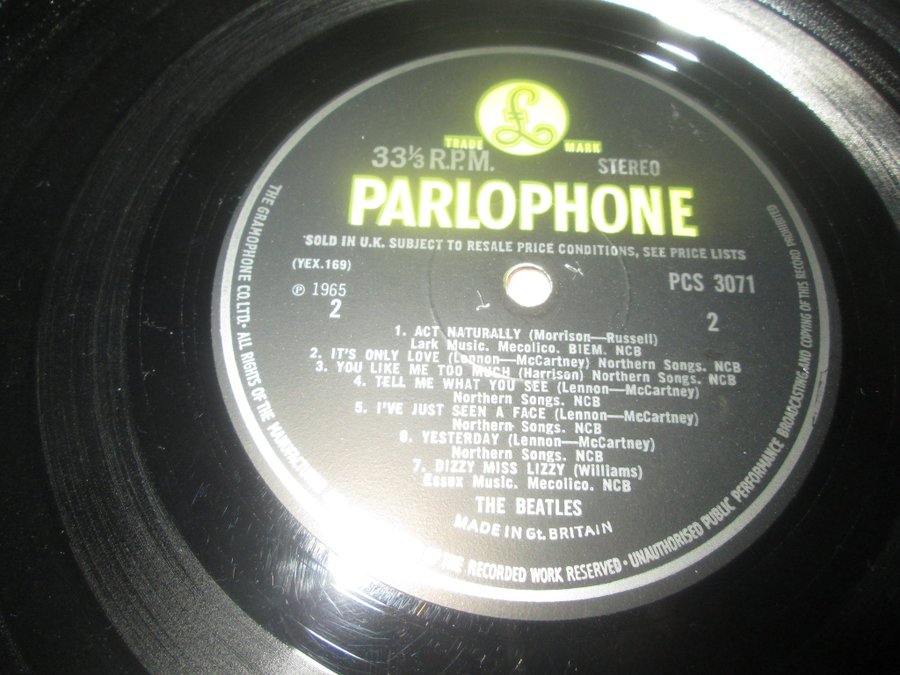 £
TRADE MARK
33⅓ R.P.M. STEREO
PARLOPHONE
SOLD IN U.K. SUBJECT TO RESALE PRICE CONDITIONS, SEE PRICE LISTS
(YEX.169) PCS 3071
℗ 1965
2 2
1. ACT NATURALLY (Morrison—Russell)
Lark Music. Mecolico. BIEM. NCB
2. IT'S ONLY LOVE (Lennon—McCartney) Northern Songs. NCB
3. YOU LIKE ME TOO MUCH (Harrison) Northern Songs. NCB
4. TELL ME WHAT YOU SEE (Lennon—McCartney)
Northern Songs. NCB
5. I'VE JUST SEEN A FACE (Lennon—McCartney)
Northern Songs. NCB
6. YESTERDAY (Lennon—McCartney)
Northern Songs. NCB
7. DIZZY MISS LIZZY (Williams)
Essex Music. Mecolico. NCB
THE BEATLES
MADE IN Gt. BRITAIN
THE GRAMOPHONE CO. LTD. · ALL RIGHTS OF THE RECORDED WORK RESERVED · UNAUTHORISED PUBLIC PERFORMANCE BROADCASTING AND COPYING OF THIS RECORD PROHIBITED